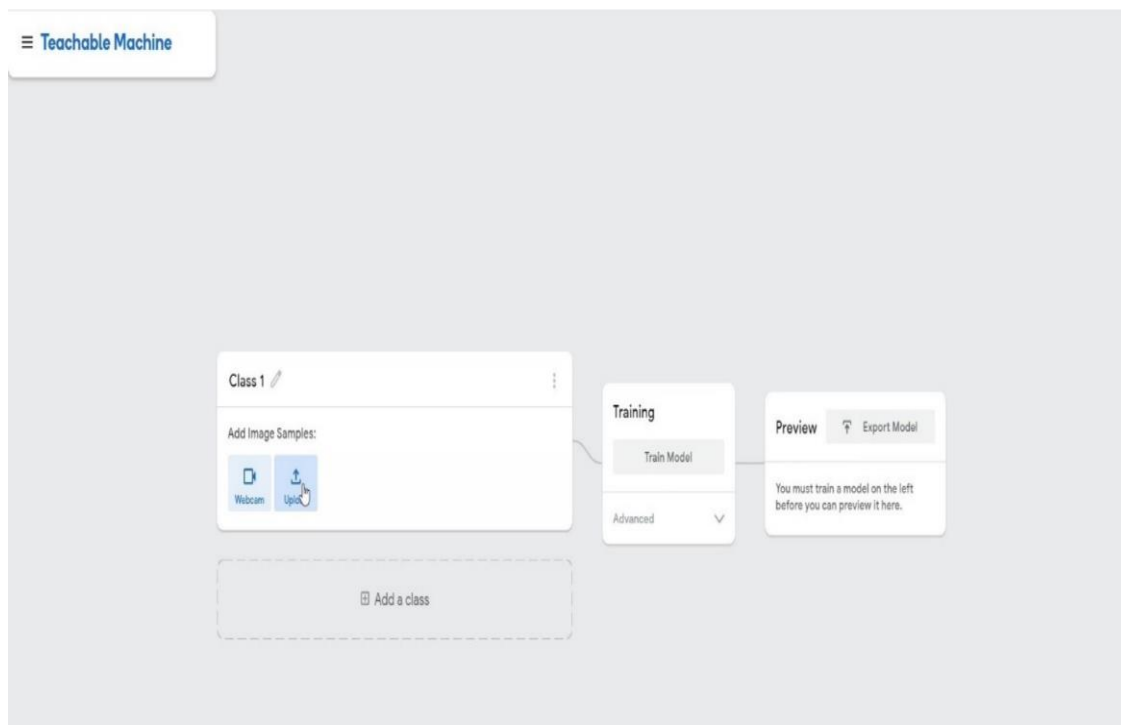 Teachable Machine
Class 1
Add Image Samples:
Webcam
Training
Train Model
Advanced
Preview
Export Model
You must train a model on the left
before you can preview it here.
Add a class